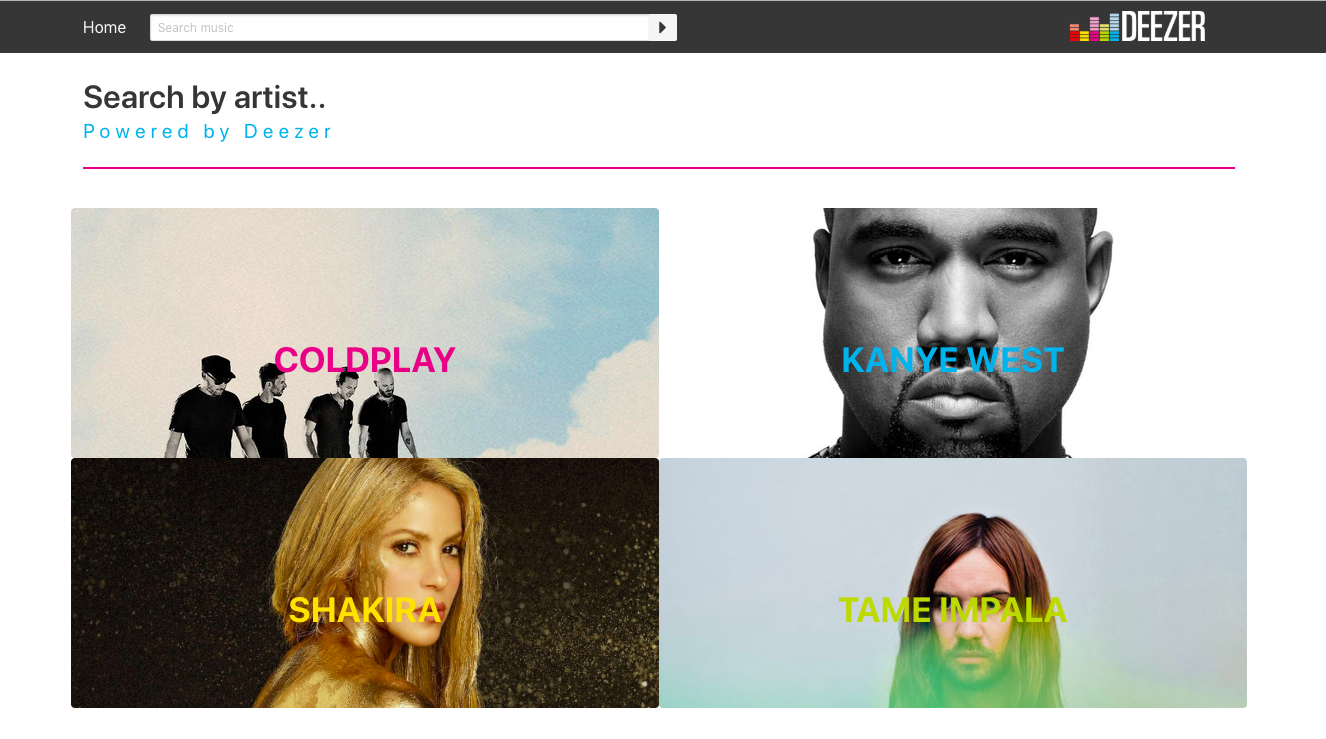 Home
Search music
DEEZER
Search by artist..
Powered by Deezer
COLDPLAY
KANYE WEST
SHAKIRA
TAME IMPALA